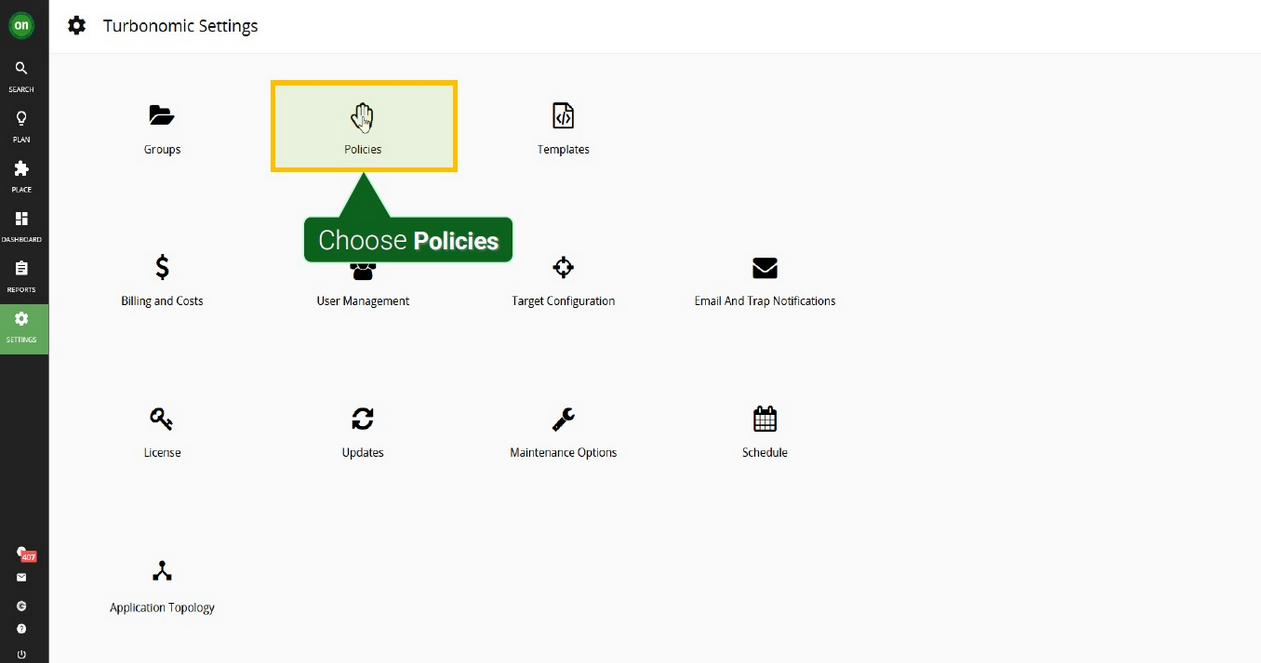 on
Turbonomic Settings
SEARCH
PLAN
PLACE
DASHBOARD
REPORTS
SETTINGS
407
Groups
Policies
Templates
Choose Policies
Billing and Costs
User Management
Target Configuration
Email And Trap Notifications
License
Updates
Maintenance Options
Schedule
Application Topology